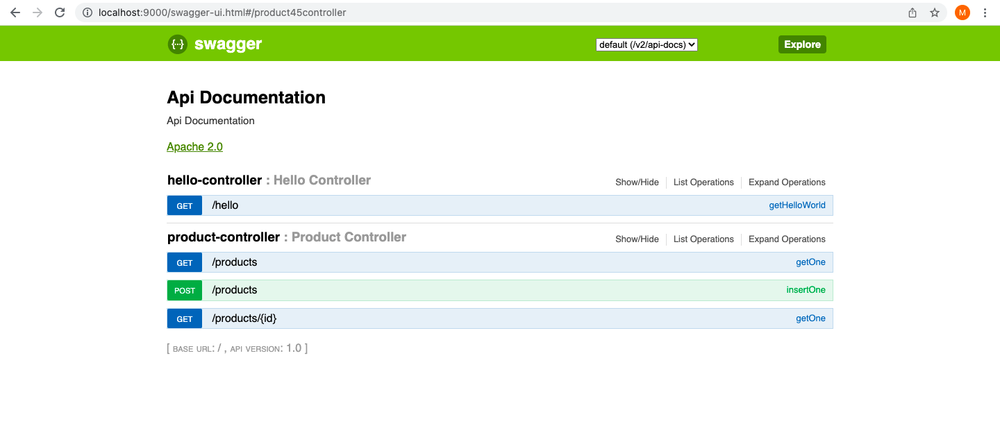 localhost:9000/swagger-ui.html#/product45controller
M
{··} swagger
default (/v2/api-docs)
Explore
Api Documentation
Api Documentation
Apache 2.0
hello-controller : Hello Controller
Show/Hide List Operations Expand Operations
GET /hello getHelloWorld
product-controller : Product Controller
Show/Hide List Operations Expand Operations
GET /products getOne
POST /products insertOne
GET /products/{id} getOne
[ BASE URL: / , API VERSION: 1.0 ]